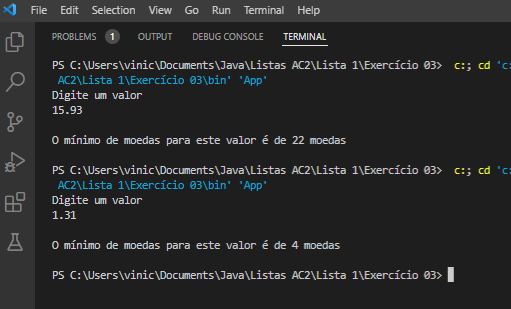 File Edit Selection View Go Run Terminal Help
PROBLEMS 1 OUTPUT DEBUG CONSOLE TERMINAL
PS C:\Users\vinic\Documents\Java\Listas AC2\Lista 1\Exercício 03> c:; cd 'c:
AC2\Lista 1\Exercício 03\bin' 'App'
Digite um valor
15.93
O mínimo de moedas para este valor é de 22 moedas
PS C:\Users\vinic\Documents\Java\Listas AC2\Lista 1\Exercício 03> c:; cd 'c:
AC2\Lista 1\Exercício 03\bin' 'App'
Digite um valor
1.31
O mínimo de moedas para este valor é de 4 moedas
PS C:\Users\vinic\Documents\Java\Listas AC2\Lista 1\Exercício 03>